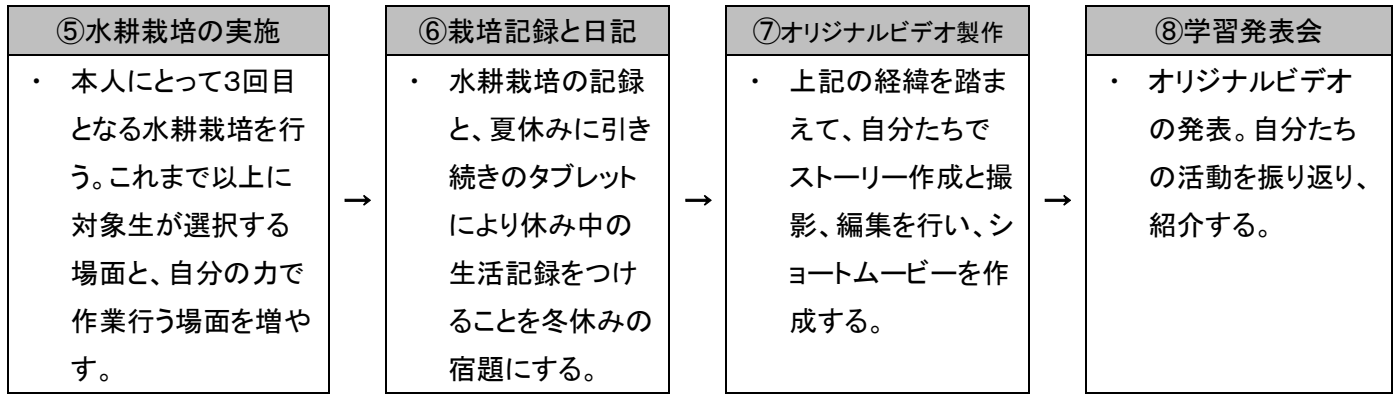 ⑤水耕栽培の実施
・ 本人にとって3回目
となる水耕栽培を行
う。これまで以上に
対象生が選択する
場面と、自分の力で
作業行う場面を増や
す。
→
⑥栽培記録と日記
・ 水耕栽培の記録
と、夏休みに引き
続きのタブレット
により休み中の
生活記録をつけ
ることを冬休みの
宿題にする。
→
⑦オリジナルビデオ製作
・ 上記の経緯を踏ま
えて、自分たちで
ストーリー作成と撮
影、編集を行い、シ
ョートムービーを作
成する。
→
⑧学習発表会
・ オリジナルビデオ
の発表。自分たち
の活動を振り返り、
紹介する。